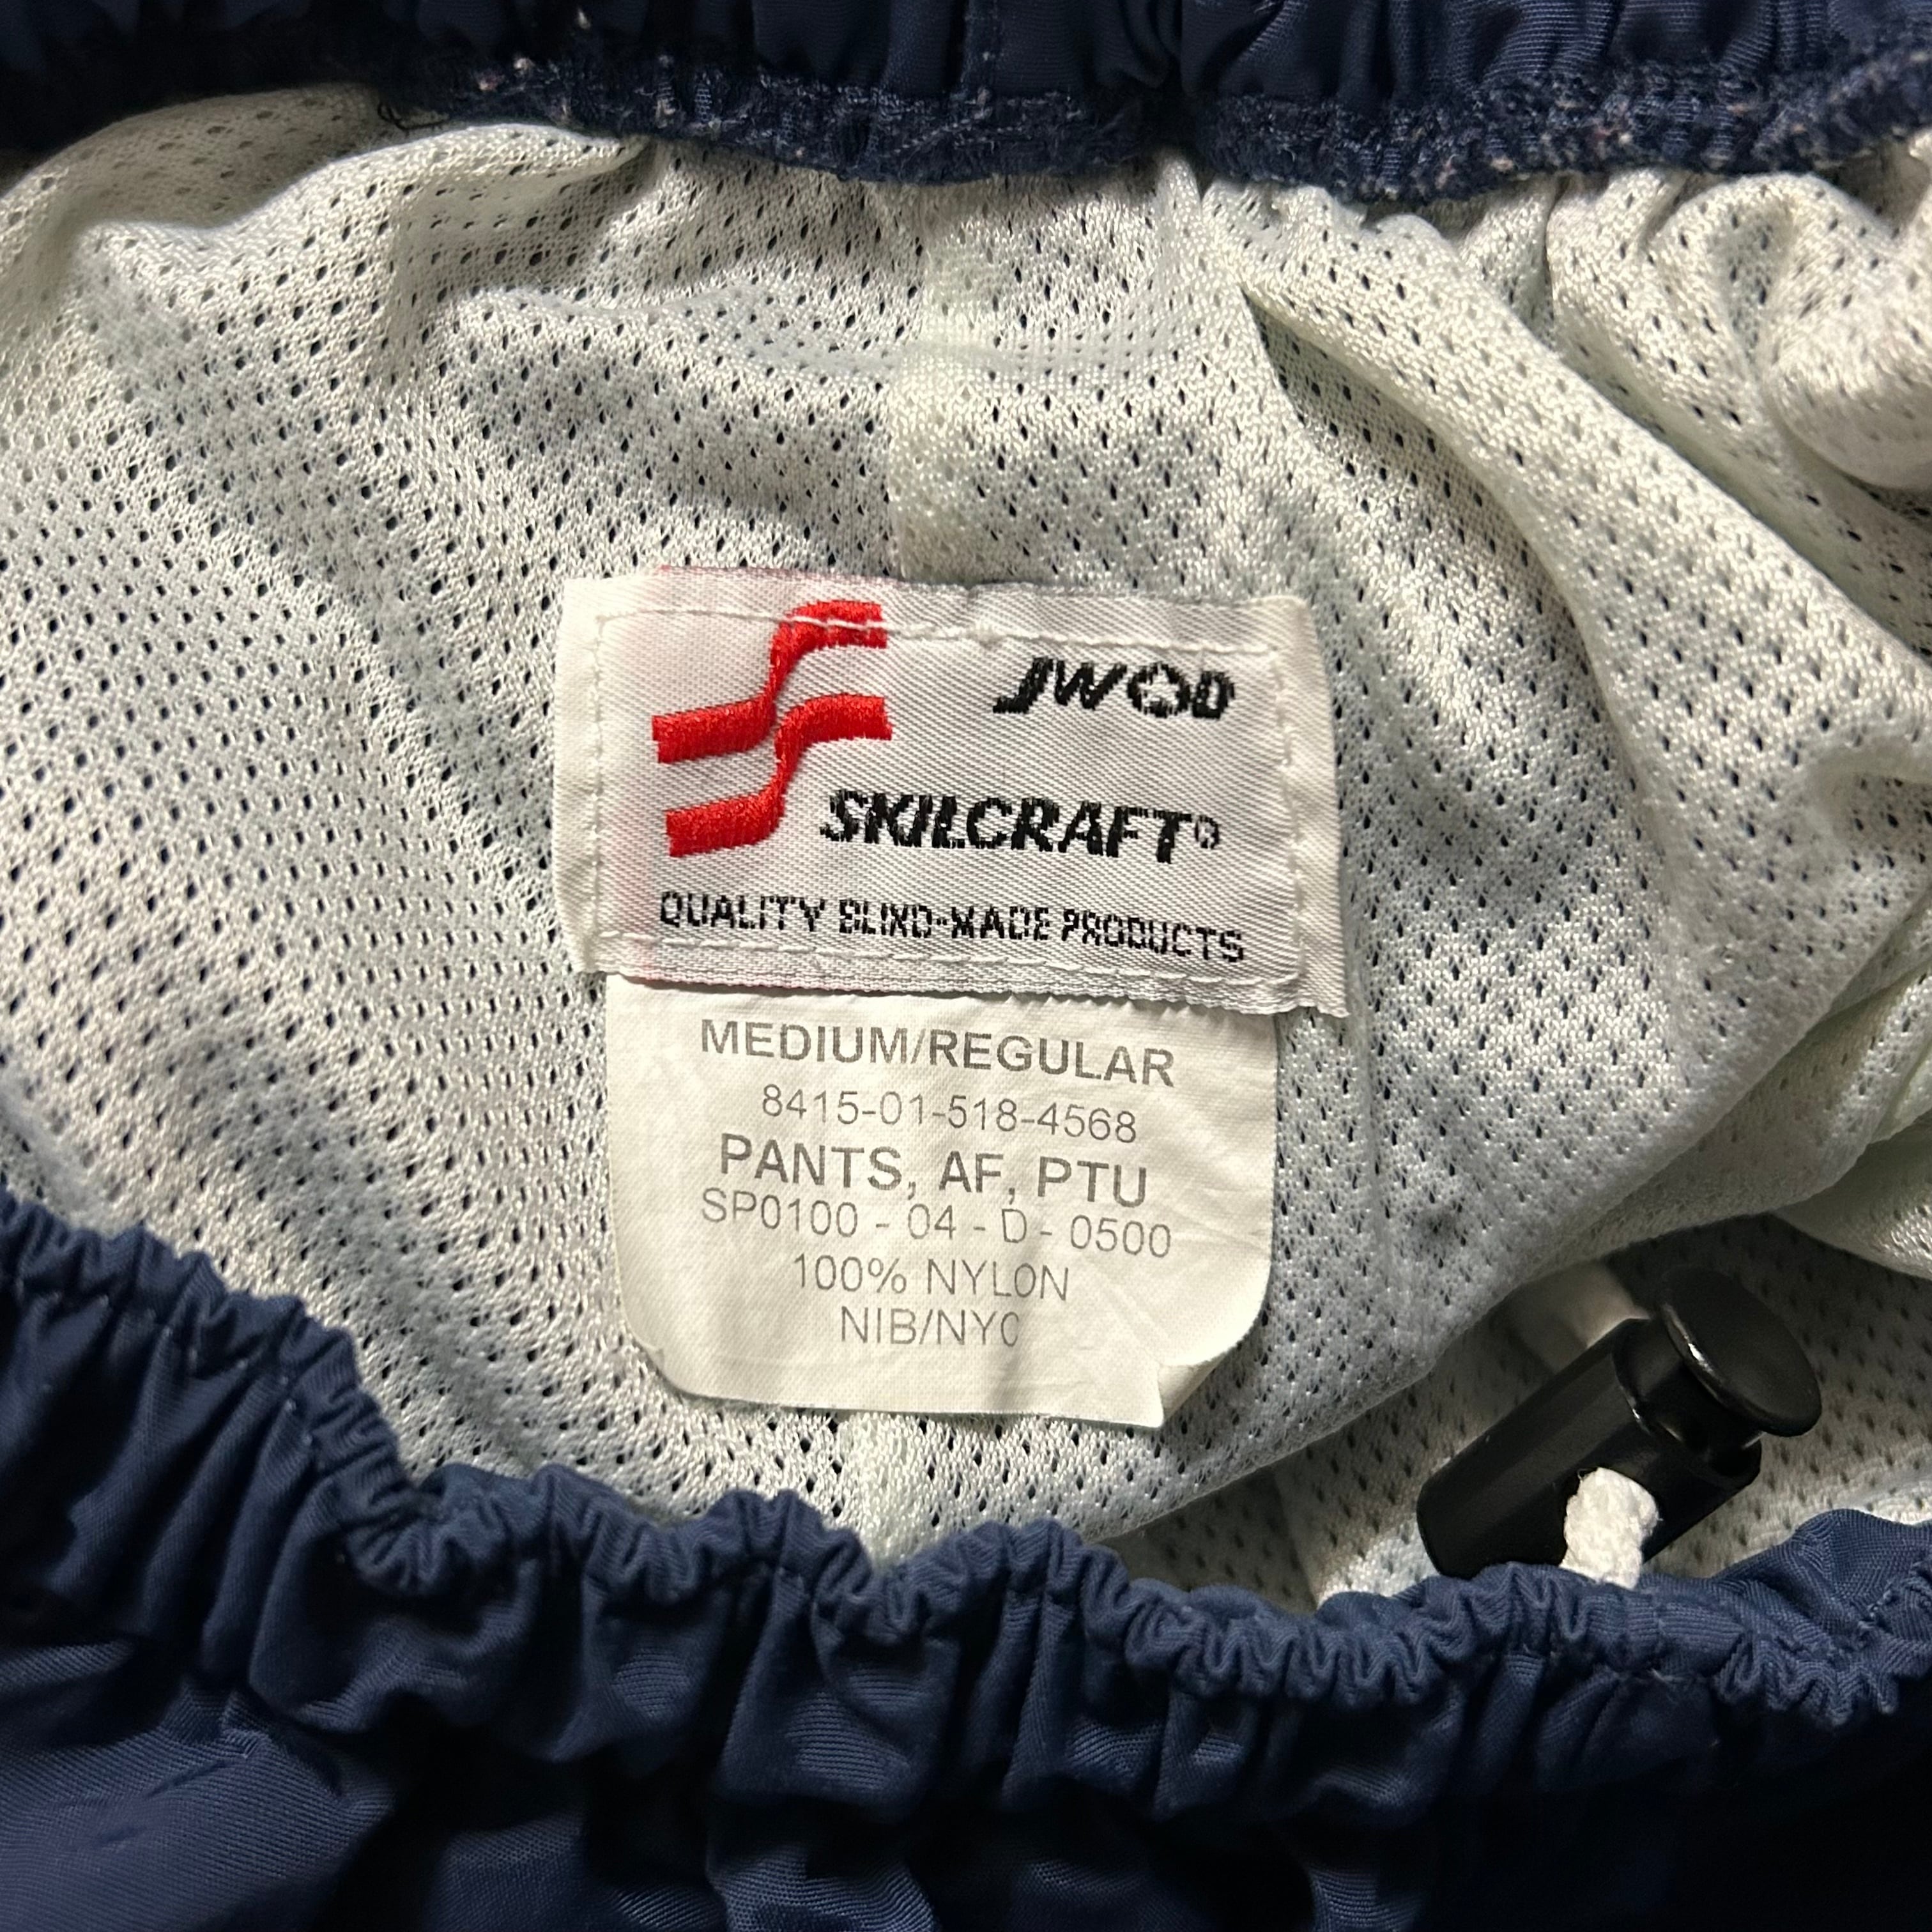 JWOD
SKILCRAFT®
QUALITY BLIND-MADE PRODUCTS
MEDIUM/REGULAR
8415-01-518-4568
PANTS, AF, PTU
SP0100 - 04 - D - 0500
100% NYLON
NIB/NYC